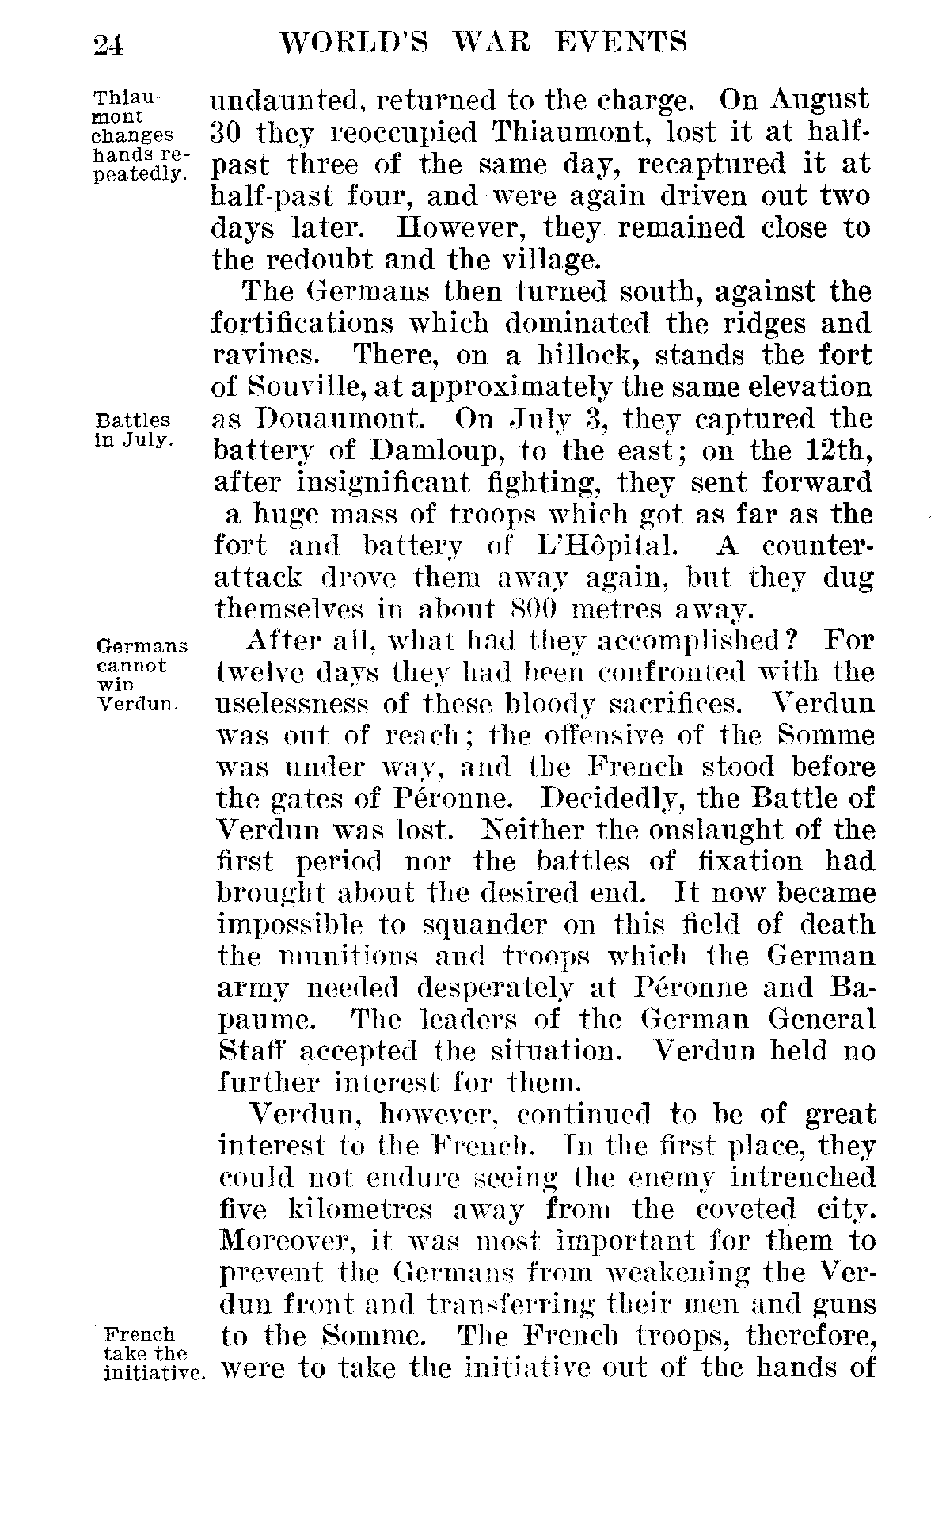 24 WORLD'S WAR EVENTS
Thiau-
mont
changes
hands re-
peatedly.
undaunted, returned to the charge. On August
30 they reoccupied Thiaumont, lost it at half-
past three of the same day, recaptured it at
half-past four, and were again driven out two
days later. However, they remained close to
the redoubt and the village.
The Germans then turned south, against the
fortifications which dominated the ridges and
ravines. There, on a hillock, stands the fort
of Souville, at approximately the same elevation
Battles
in July.
as Douaumont. On July 3, they captured the
battery of Damloup, to the east; on the 12th,
after insignificant fighting, they sent forward
a huge mass of troops which got as far as the
fort and battery of L'Hôpital. A counter-
attack drove them away again, but they dug
themselves in about 800 metres away.
Germans
cannot
win
Verdun.
After all, what had they accomplished? For
twelve days they had been confronted with the
uselessness of these bloody sacrifices. Verdun
was out of reach; the offensive of the Somme
was under way, and the French stood before
the gates of Péronne. Decidedly, the Battle of
Verdun was lost. Neither the onslaught of the
first period nor the battles of fixation had
brought about the desired end. It now became
impossible to squander on this field of death
the munitions and troops which the German
army needed desperately at Péronne and Ba-
paume. The leaders of the German General
Staff accepted the situation. Verdun held no
further interest for them.
Verdun, however, continued to be of great
interest to the French. In the first place, they
could not endure seeing the enemy intrenched
five kilometres away from the coveted city.
Moreover, it was most important for them to
prevent the Germans from weakening the Ver-
dun front and transferring their men and guns
French
take the
initiative.
to the Somme. The French troops, therefore,
were to take the initiative out of the hands of